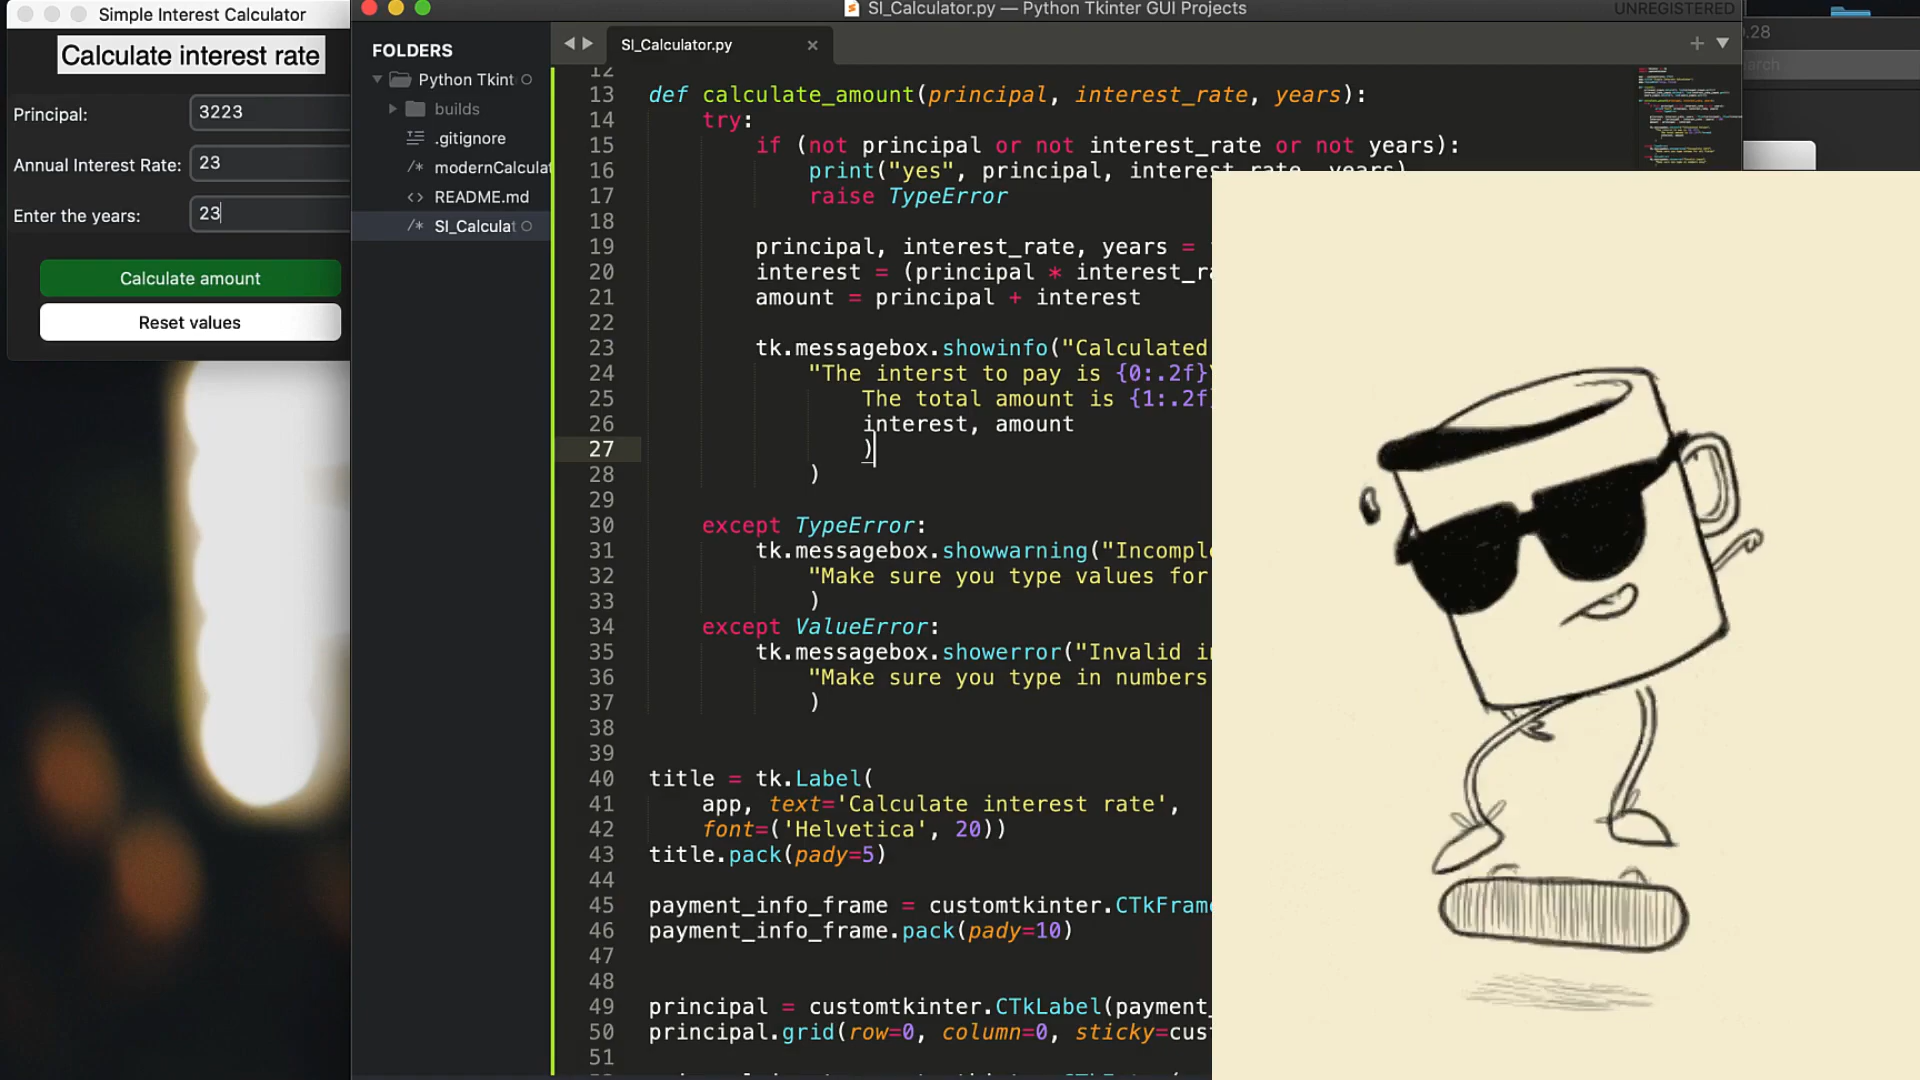 Simple Interest Calculator
Calculate interest rate
Principal:
3223
Annual Interest Rate:
23
Enter the years:
23
Calculate amount
Reset values
SI_Calculator.py — Python Tkinter GUI Projects
UNREGISTERED
FOLDERS
Python Tkint
builds
.gitignore
modernCalculat
README.md
SI_Calculat
SI_Calculator.py
12
13 def calculate_amount(principal, interest_rate, years):
14 try:
15 if (not principal or not interest_rate or not years):
16 print("yes", principal, interest_rate, years)
17 raise TypeError
18
19 principal, interest_rate, years =
20 interest = (principal * interest_ra
21 amount = principal + interest
22
23 tk.messagebox.showinfo("Calculated
24 "The interst to pay is {0:.2f}
25 The total amount is {1:.2f}
26 interest, amount
27 )
28 )
29
30 except TypeError:
31 tk.messagebox.showwarning("Incomple
32 "Make sure you type values for
33 )
34 except ValueError:
35 tk.messagebox.showerror("Invalid i
36 "Make sure you type in numbers
37 )
38
39
40 title = tk.Label(
41 app, text='Calculate interest rate',
42 font=('Helvetica', 20))
43 title.pack(pady=5)
44
45 payment_info_frame = customtkinter.CTkFrame
46 payment_info_frame.pack(pady=10)
47
48
49 principal = customtkinter.CTkLabel(payment_
50 principal.grid(row=0, column=0, sticky=cus
51